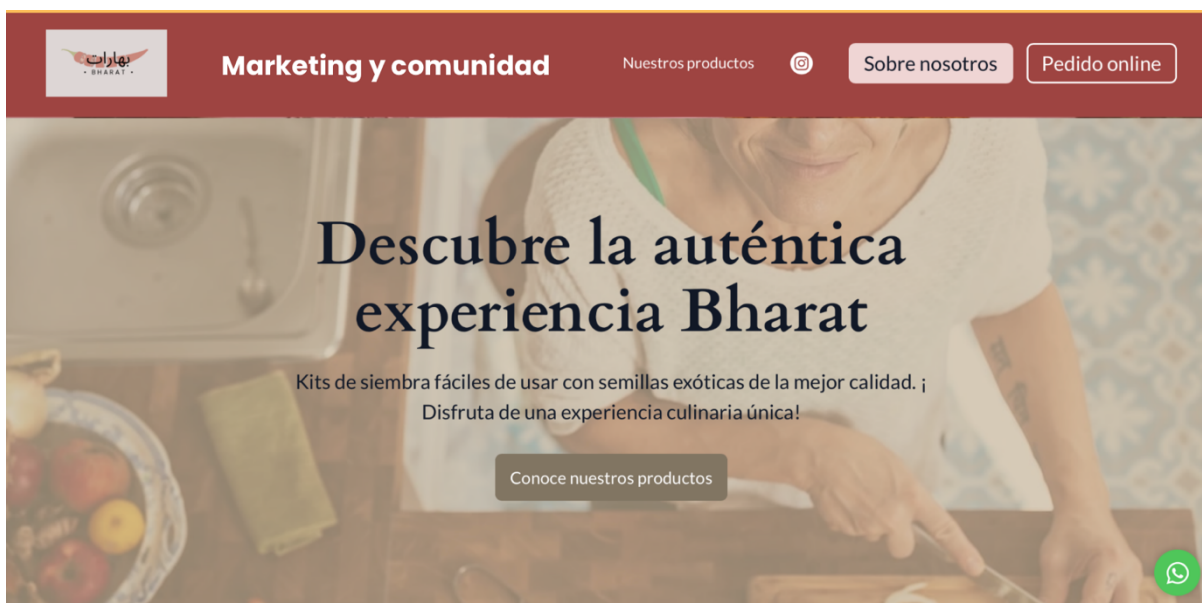 بهارات
· BHARAT ·
Marketing y comunidad
Nuestros productos
Sobre nosotros
Pedido online
Descubre la auténtica
experiencia Bharat
Kits de siembra fáciles de usar con semillas exóticas de la mejor calidad. ¡
Disfruta de una experiencia culinaria única!
Conoce nuestros productos